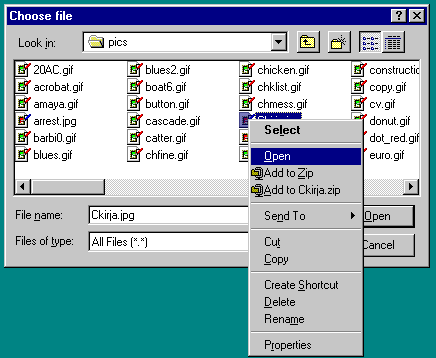 Choose file
Look in: pics
20AC.gif blues2.gif chicken.gif constructio
acrobat.gif boat6.gif chklist.gif copy.gif
amaya.gif button.gif chmess.gif cv.gif
arrest.jpg cascade.gif donut.gif
barbi0.gif catter.gif dot_red.gif
blues.gif chfine.gif euro.gif
Select
Open
Add to Zip
Add to Ckirja.zip
File name: Ckirja.jpg Send To Open
Files of type: All Files (*.*) Cut Cancel
Copy
Create Shortcut
Delete
Rename
Properties